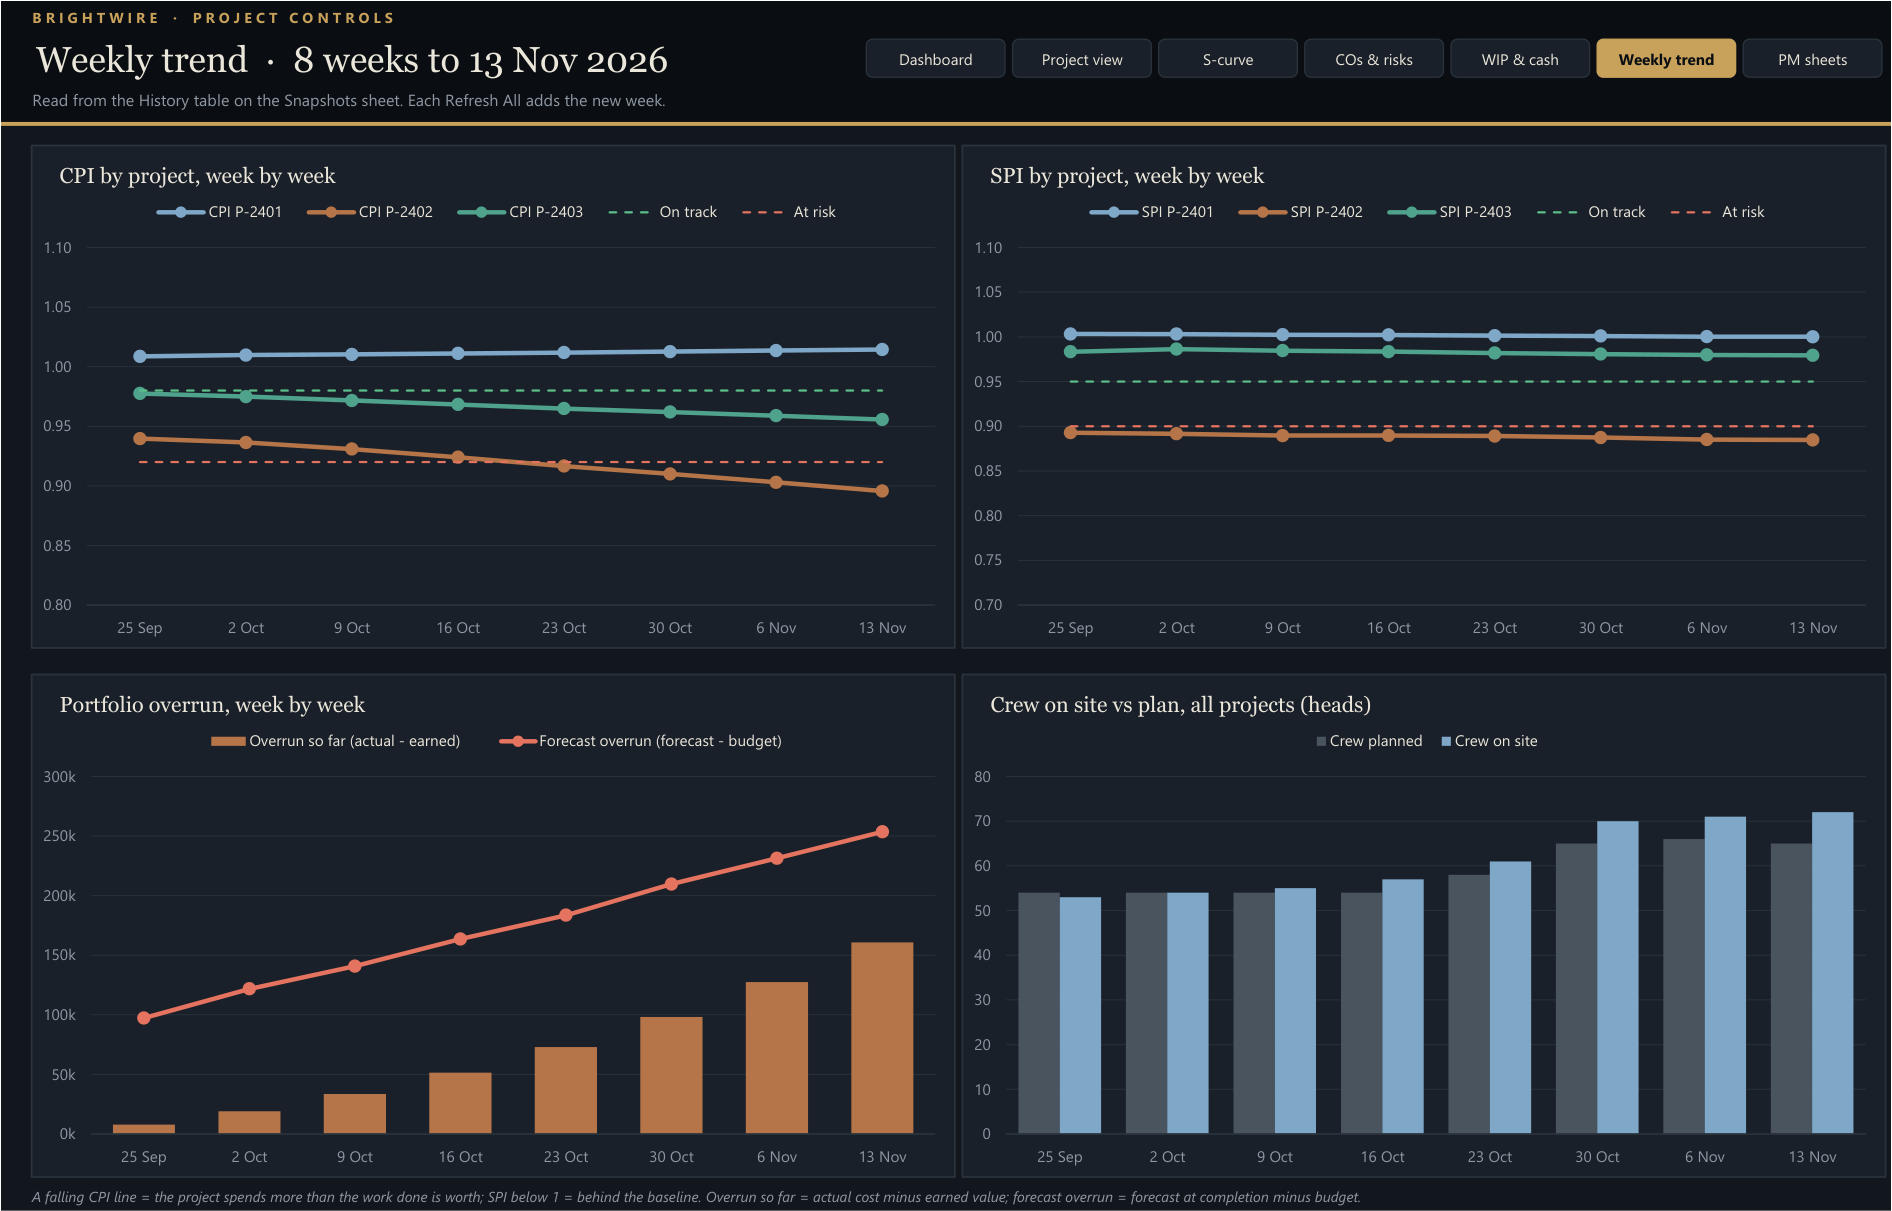 BRIGHTWIRE · PROJECT CONTROLS
Weekly trend · 8 weeks to 13 Nov 2026
Read from the History table on the Snapshots sheet. Each Refresh All adds the new week.
Dashboard
Project view
S-curve
COs & risks
WIP & cash
Weekly trend
PM sheets
CPI by project, week by week
CPI P-2401 CPI P-2402 CPI P-2403 On track At risk
1.10
1.05
1.00
0.95
0.90
0.85
0.80
25 Sep 2 Oct 9 Oct 16 Oct 23 Oct 30 Oct 6 Nov 13 Nov
SPI by project, week by week
SPI P-2401 SPI P-2402 SPI P-2403 On track At risk
1.10
1.05
1.00
0.95
0.90
0.85
0.80
0.75
0.70
25 Sep 2 Oct 9 Oct 16 Oct 23 Oct 30 Oct 6 Nov 13 Nov
Portfolio overrun, week by week
Overrun so far (actual - earned) Forecast overrun (forecast - budget)
300k
250k
200k
150k
100k
50k
0k
25 Sep 2 Oct 9 Oct 16 Oct 23 Oct 30 Oct 6 Nov 13 Nov
Crew on site vs plan, all projects (heads)
Crew planned Crew on site
80
70
60
50
40
30
20
10
0
25 Sep 2 Oct 9 Oct 16 Oct 23 Oct 30 Oct 6 Nov 13 Nov
A falling CPI line = the project spends more than the work done is worth; SPI below 1 = behind the baseline. Overrun so far = actual cost minus earned value; forecast overrun = forecast at completion minus budget.